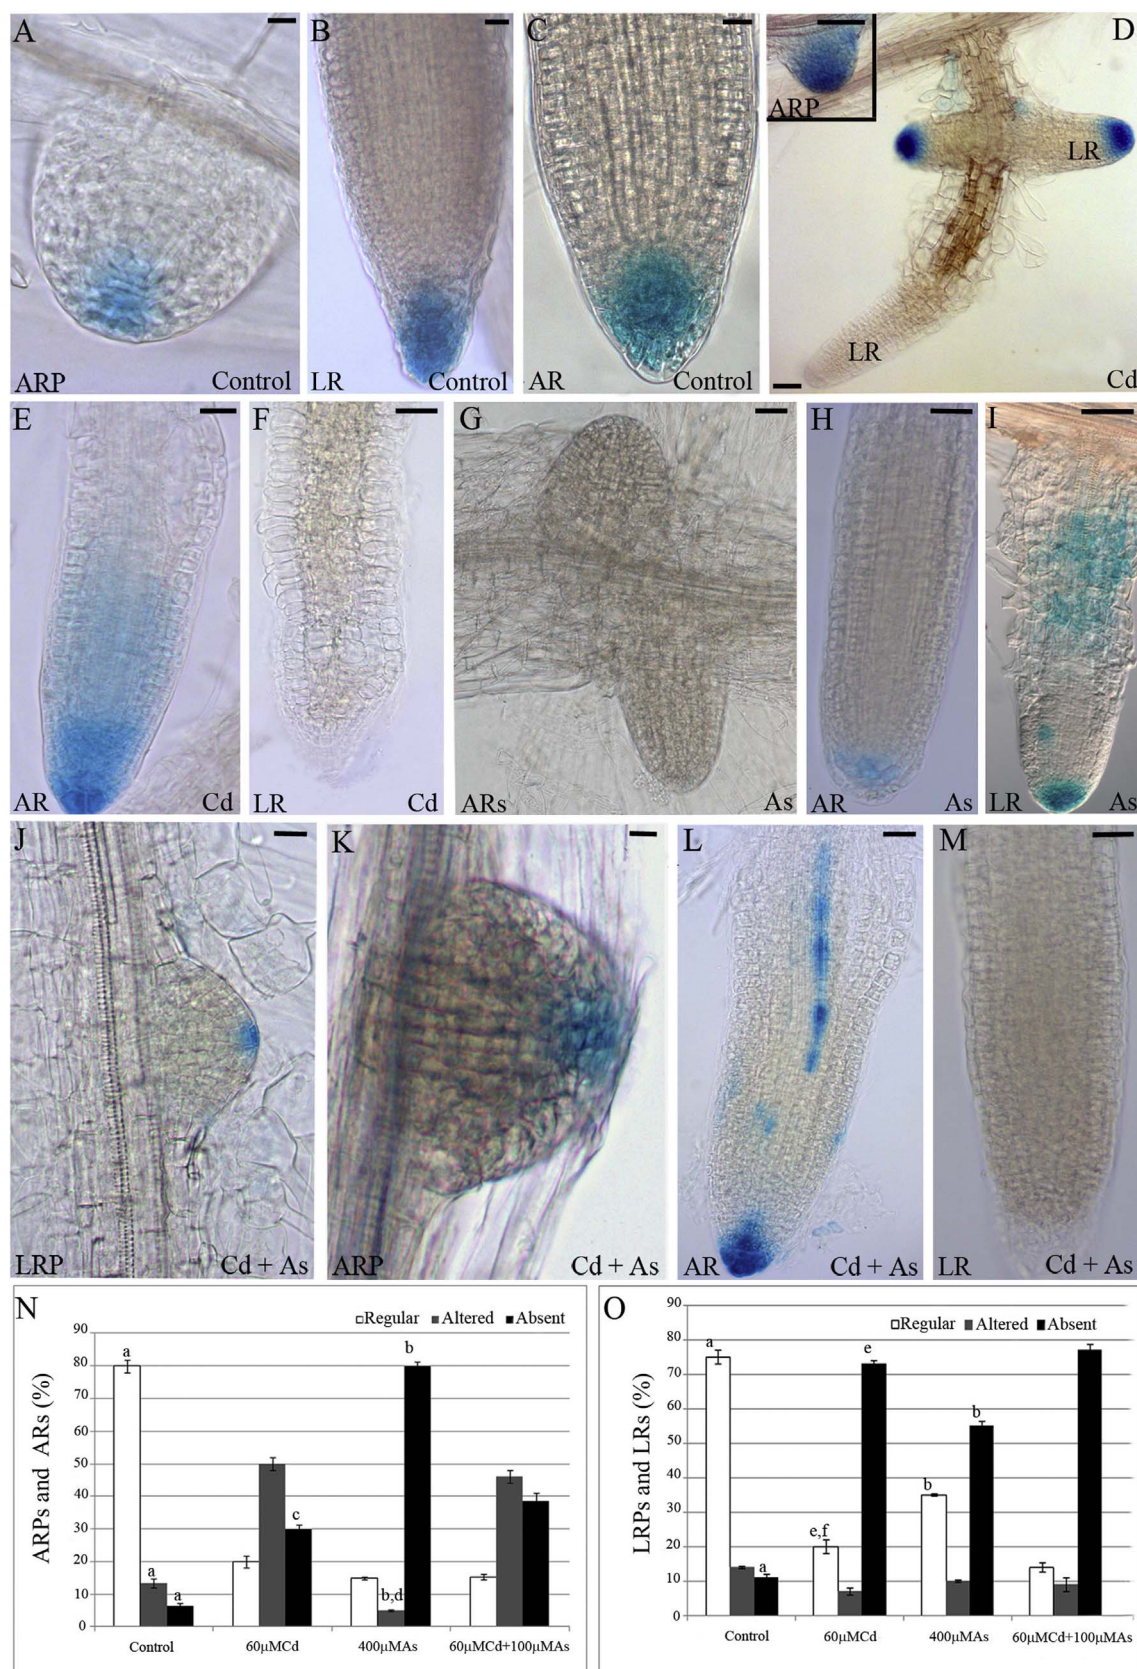 A B C ARP D
ARP
LR
LR
ARP Control LR Control AR Control Cd
E F G H I
AR Cd LR Cd ARs As AR As LR As
J K L M
LRP Cd + As ARP Cd + As AR Cd + As LR Cd + As
N
Regular Altered Absent
ARPs and ARs (%)
90
80
70
60
50
40
30
20
10
0
a a a
c
b,d b
Control 60μMCd 400μMAs 60μMCd+100μMAs
O
Regular Altered Absent
LRPs and LRs (%)
90
80
70
60
50
40
30
20
10
0
a a
e,f e
b b
Control 60μMCd 400μMAs 60μMCd+100μMAs